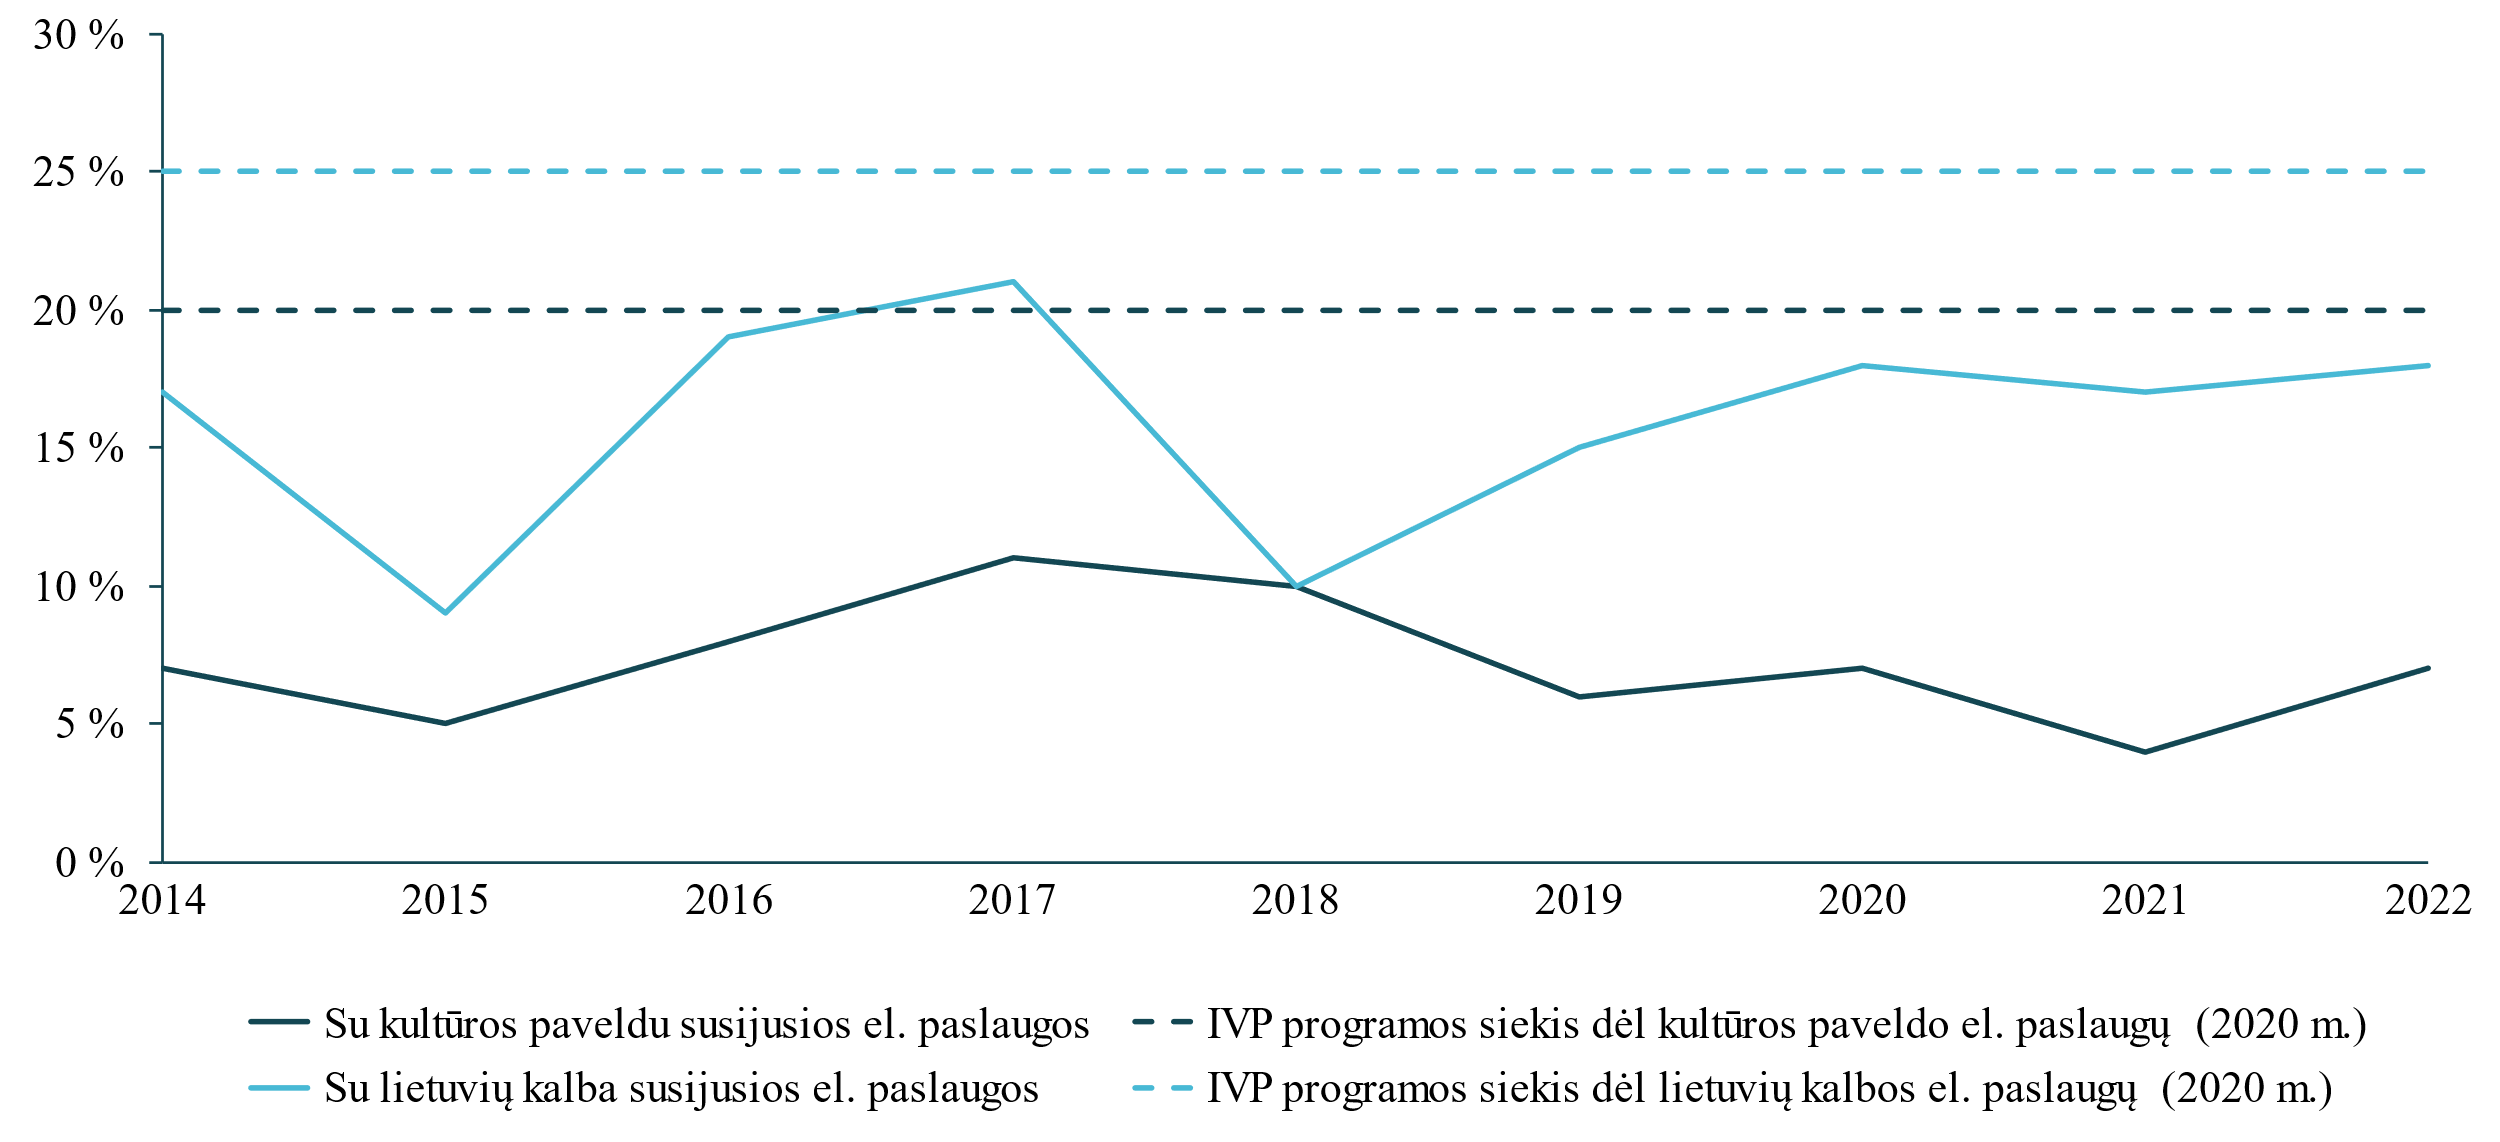 30 %
25 %
20 %
15 %
10 %
5 %
0 %
2014 2015 2016 2017 2018 2019 2020 2021 2022
Su kultūros paveldu susijusios el. paslaugos IVP programos siekis dėl kultūros paveldo el. paslaugų (2020 m.)
Su lietuvių kalba susijusios el. paslaugos IVP programos siekis dėl lietuvių kalbos el. paslaugų (2020 m.)